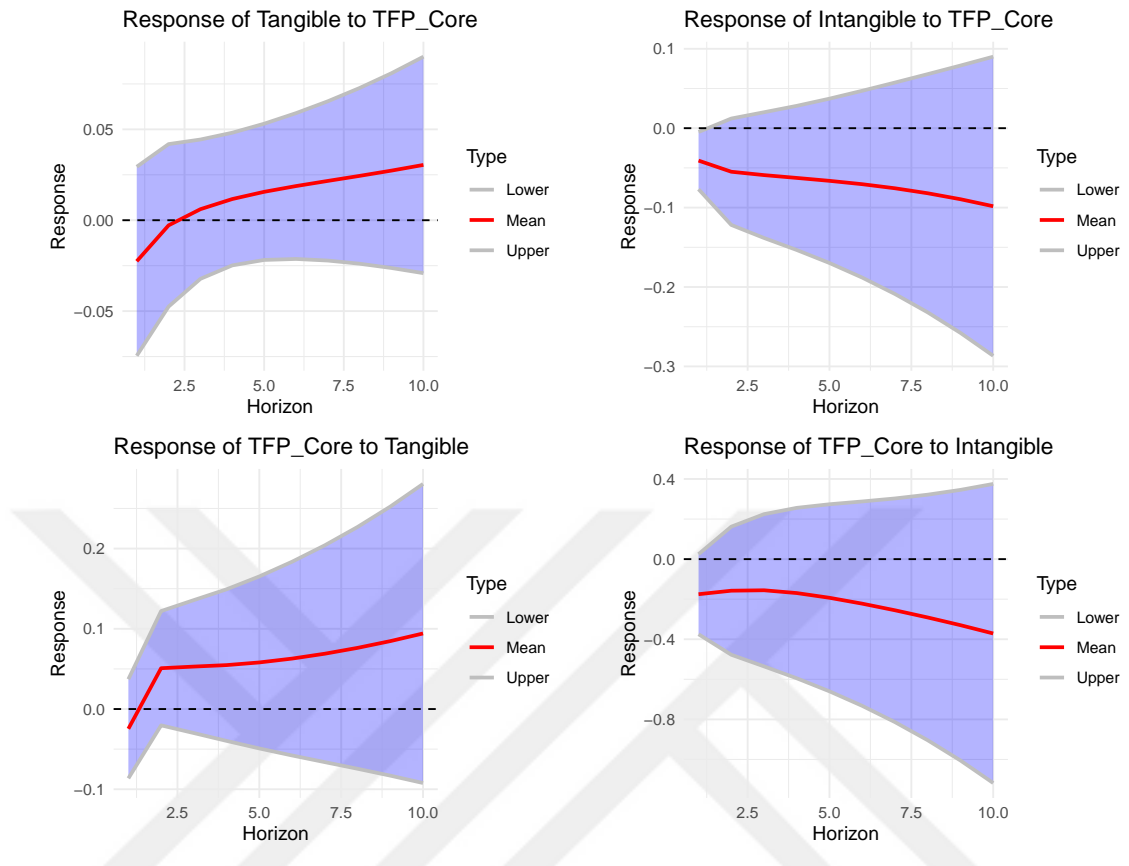 Response of Tangible to TFP_Core
Response
0.05
0.00
−0.05
2.5 5.0 7.5 10.0
Horizon
Type
Lower
Mean
Upper
Response of Intangible to TFP_Core
Response
0.1
0.0
−0.1
−0.2
−0.3
2.5 5.0 7.5 10.0
Horizon
Type
Lower
Mean
Upper
Response of TFP_Core to Tangible
Response
0.2
0.1
0.0
−0.1
2.5 5.0 7.5 10.0
Horizon
Type
Lower
Mean
Upper
Response of TFP_Core to Intangible
Response
0.4
0.0
−0.4
−0.8
2.5 5.0 7.5 10.0
Horizon
Type
Lower
Mean
Upper